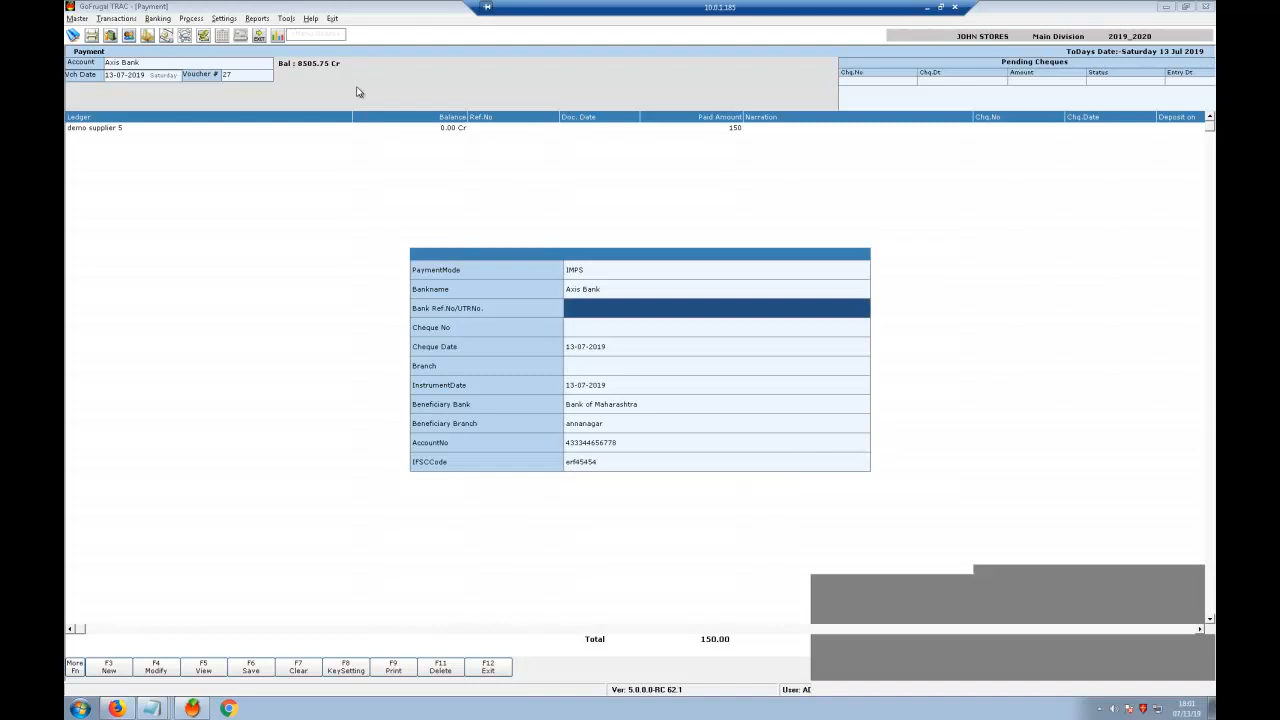 GoFrugal TRAC - [Payment]
10.0.1.185
Master Transactions Banking Process Settings Reports Tools Help Exit
EXIT
JOHN STORES Main Division 2019_2020
Payment ToDays Date:-Saturday 13 Jul 2019
Account Axis Bank Bal : 8505.75 Cr Pending Cheques
Vch Date 13-07-2019 Saturday Voucher # 27
Chq.No Chq.Dt Amount Status Entry Dt.
Ledger Balance Ref.No Doc. Date Paid Amount Narration Chq.No Chq.Date Deposit on
demo supplier 5 0.00 Cr 150
PaymentMode IMPS
Bankname Axis Bank
Bank Ref.No/UTRNo.
Cheque No
Cheque Date 13-07-2019
Branch
InstrumentDate 13-07-2019
Beneficiary Bank Bank of Maharashtra
Beneficiary Branch annanagar
AccountNo 433344656778
IFSCCode erf45454
Total 150.00
More Fn F3 New F4 Modify F5 View F6 Save F7 Clear F8 KeySetting F9 Print F11 Delete F12 Exit
Ver: 5.0.0.0-RC 62.1 User: AD
18:01
07/13/19